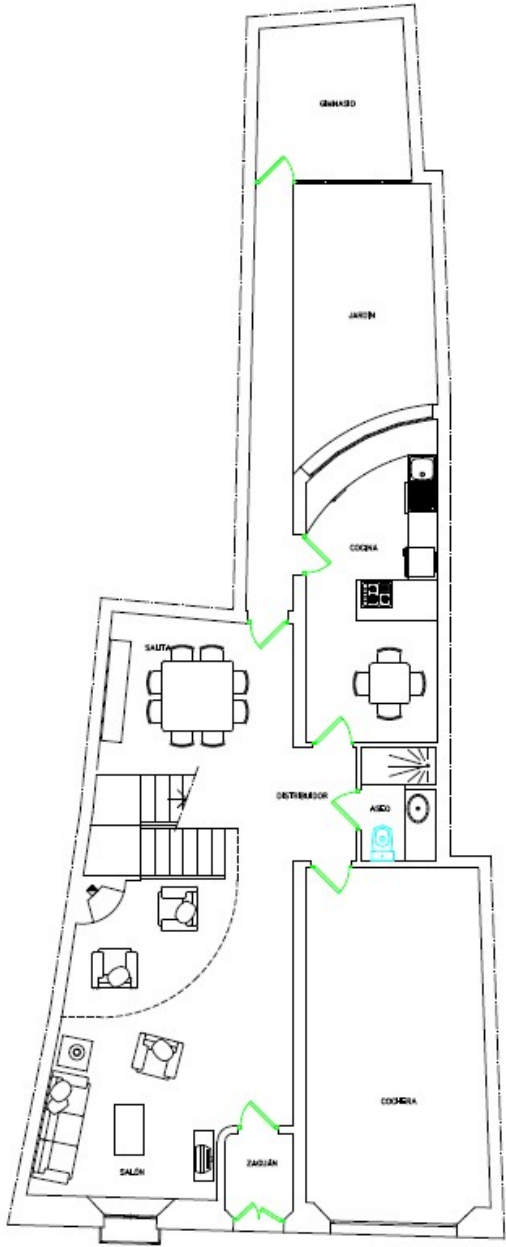 GIMNASIO
JARDÍN
COCINA
SALITA
DISTRIBUIDOR
ASEO
COCHERA
ZAGUÁN
SALÓN